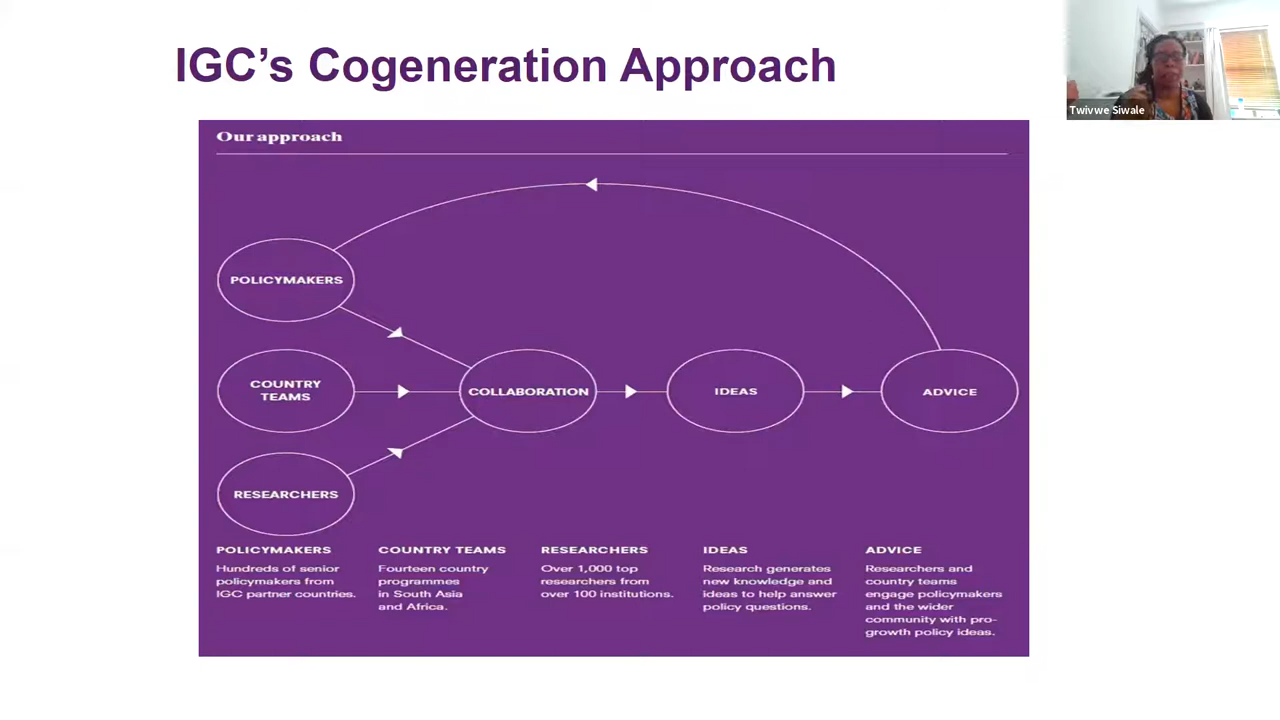 IGC’s Cogeneration Approach
Twivwe Siwale
Our approach
POLICYMAKERS
COUNTRY
TEAMS
COLLABORATION
IDEAS
ADVICE
RESEARCHERS
POLICYMAKERS
Hundreds of senior
policymakers from
IGC partner countries.
COUNTRY TEAMS
Fourteen country
programmes
in South Asia
and Africa.
RESEARCHERS
Over 1,000 top
researchers from
over 100 institutions.
IDEAS
Research generates
new knowledge and
ideas to help answer
policy questions.
ADVICE
Researchers and
country teams
engage policymakers
and the wider
community with pro-
growth policy ideas.